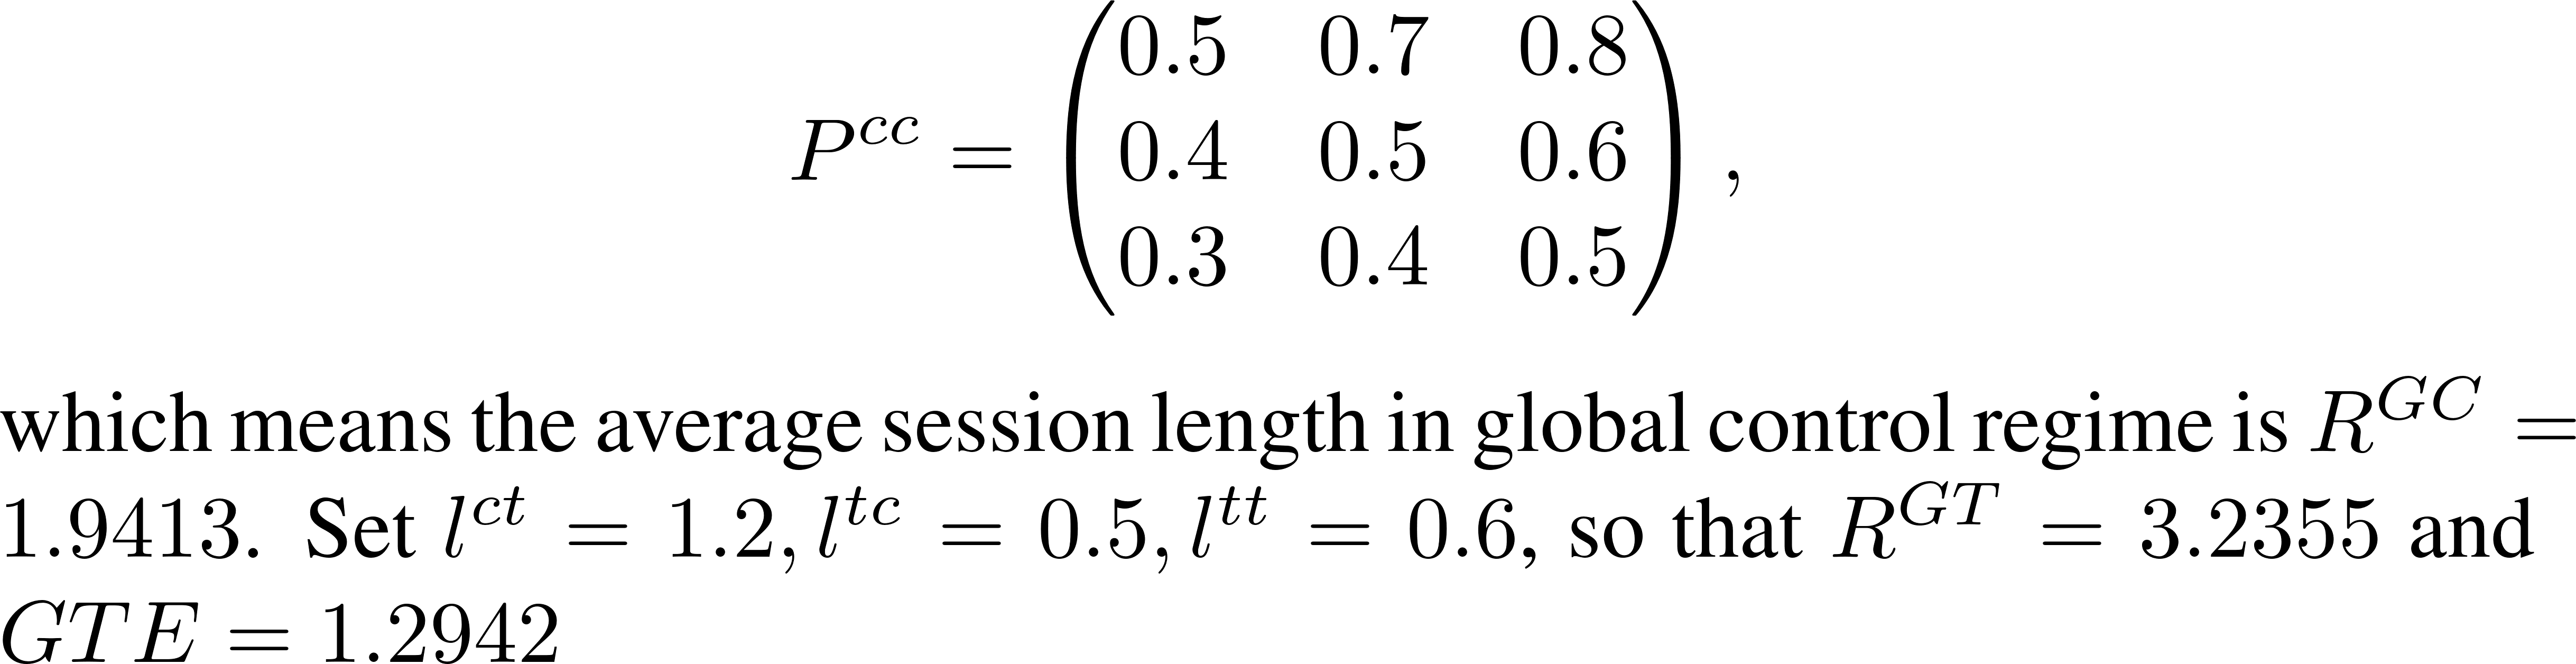 P^{cc} = \begin{pmatrix} 0.5 & 0.7 & 0.8 \\ 0.4 & 0.5 & 0.6 \\ 0.3 & 0.4 & 0.5 \end{pmatrix},
which means the average session length in global control regime is R^{GC} =
1.9413. Set l^{ct} = 1.2, l^{tc} = 0.5, l^{tt} = 0.6, so that R^{GT} = 3.2355 and
GTE = 1.2942